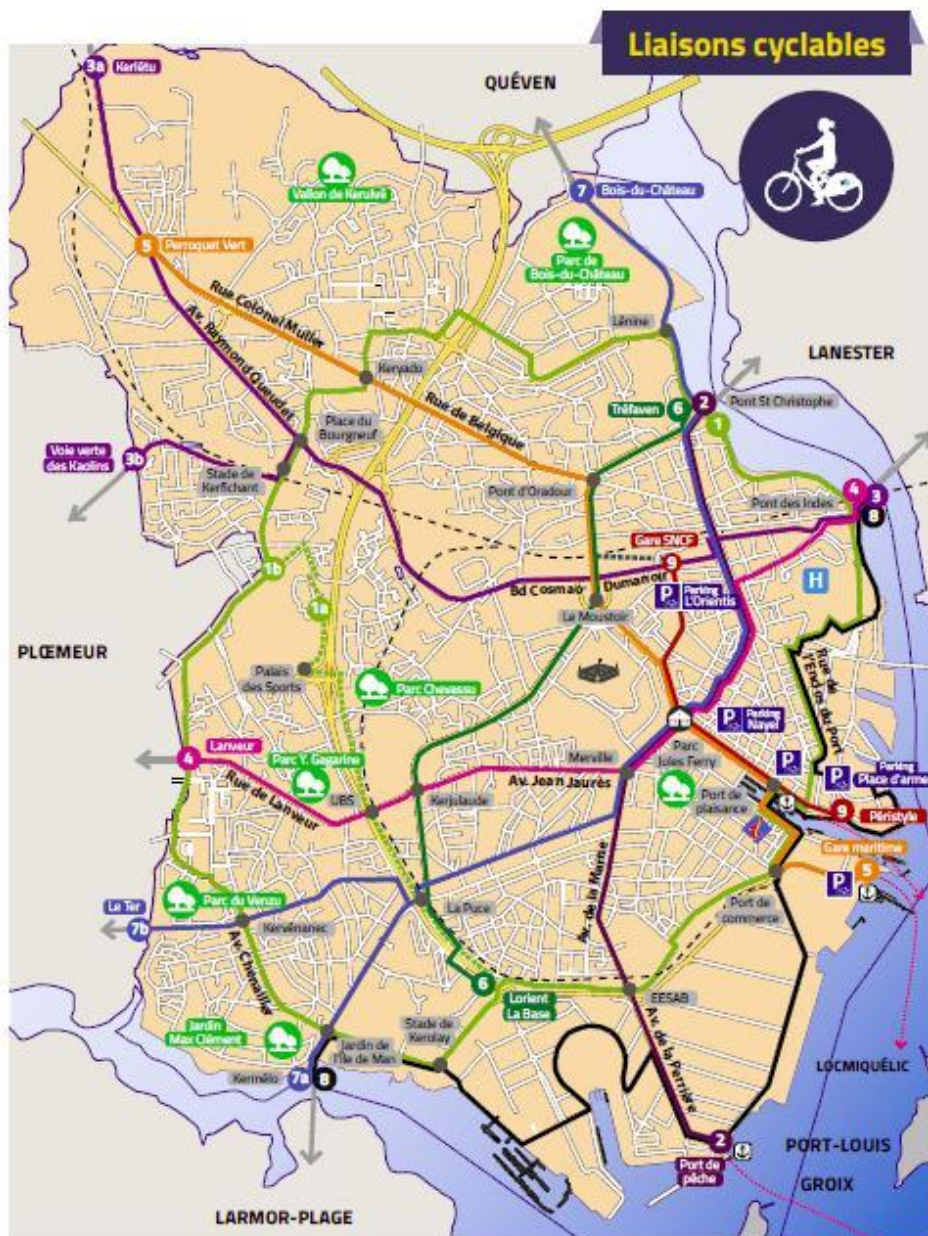 Liaisons cyclables
QUÉVEN
3a Kerlétu
Vallon de Kerulvé
7 Bois-du-Château
5 Perroquet Vert
Parc de
Bois-du-Château
Rue Colonel Muller
Av. Raymond Queudet
Lénine
LANESTER
Keryado
Rue de Belgique
Tréfaven 6
2
Pont St Christophe
1
Place du
Bourgneuf
Voie verte
des Kaolins
3b
Stade de
Kerfichant
Pont d'Oradour
4
3
Pont des Indes
8
Gare SNCF
9
1b
H
Bd Cosmao Dumanoir
P
Parking
L'Orientis
1a
Le Moustoir
PLŒMEUR
Palais
des Sports
Parc Chevassu
Rue de
l'Enclos du Port
P
Parking
Nayel
4 Lanveur
Parc Y. Gagarine
Merville
Parc
Jules Ferry
P
P
Parking
Place d'arme
Rue de Lanveur
Av. Jean Jaurès
UBS
Kerjulaude
Port de
plaisance
9
Péristyle
Gare maritime
5
P
Parc du Venzu
Le Ter
7b
Kervénanec
La Puce
Av. de la Marne
Port de
commerce
Av. Chenailler
6
Lorient
La Base
EESAB
Jardin
Max Clément
Stade de
Kerolay
Jardin de
l'Île de Man
Av. de la Perrière
Kermélo 7a 8
LOCMIQUÉLIC
2
Port de
pêche
PORT-LOUIS
GROIX
LARMOR-PLAGE